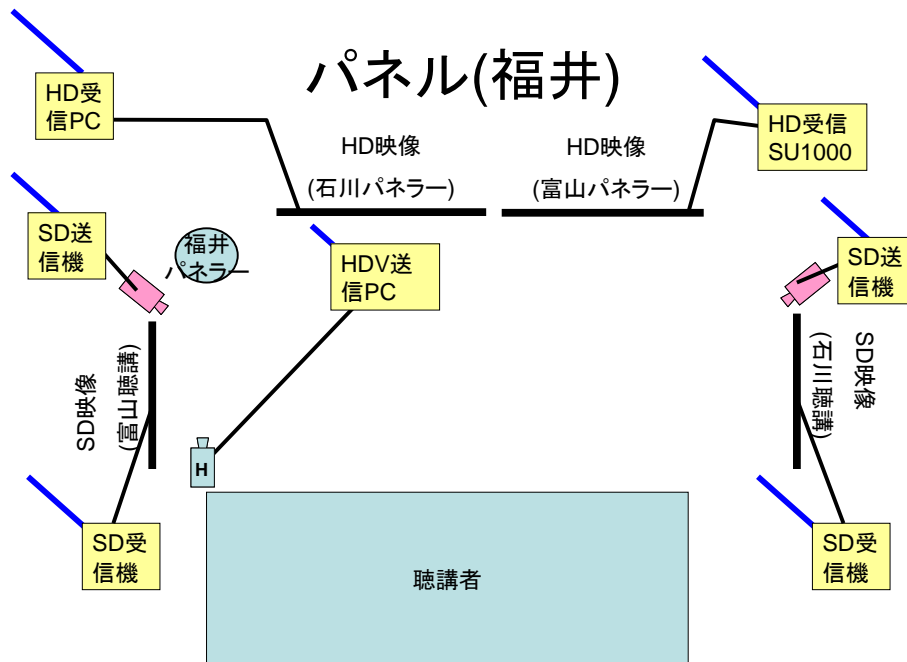 パネル(福井)
HD受
信PC
HD映像
(石川パネラー)
HD映像
(富山パネラー)
HD受信
SU1000
SD送
信機
福井
パネラー
HDV送
信PC
SD送
信機
SD映像
(富山聴講)
SD映像
(石川聴講)
H
SD受
信機
聴講者
SD受
信機